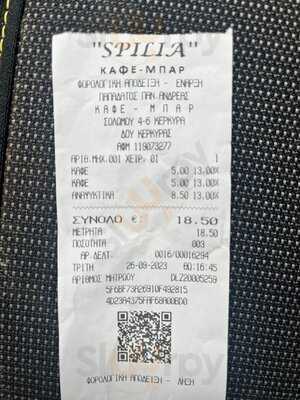 "SPILIA"
ΚΑΦΕ-ΜΠΑΡ
ΦΟΡΟΛΟΓΙΚΗ ΑΠΟΔΕΙΞΗ - ΕΝΑΡΞΗ
ΠΑΠΑΔΑΤΟΣ ΠΑΝ.ΑΝΔΡΕΑΣ
ΚΑΦΕ - ΜΠΑΡ
ΣΟΛΩΜΟΥ 4-6 ΚΕΡΚΥΡΑ
ΔΟΥ ΚΕΡΚΥΡΑΣ
ΑΦΜ 119073277
ΑΡΙΘ.ΜΗΧ.001 ΧΕΙΡ. 01 1
ΚΑΦΕ 5.00 13.00%
ΚΑΦΕ 5.00 13.00%
ΑΝΑΨΥΚΤΙΚΑ 8.50 13.00%
ΣΥΝΟΛΟ € 18.50
ΜΕΤΡΗΤΑ 18.50
ΠΟΣΟΤΗΤΑ 003
ΑΡ.ΔΕΛΤ. 0016/00016294
ΤΡΙΤΗ 26-09-2023 00:16:45
ΑΡΙΘΜΟΣ ΜΗΤΡΩΟΥ DLZ20005259
ΦΟΡΟΛΟΓΙΚΗ ΑΠΟΔΕΙΞΗ - ΛΗΞΗ